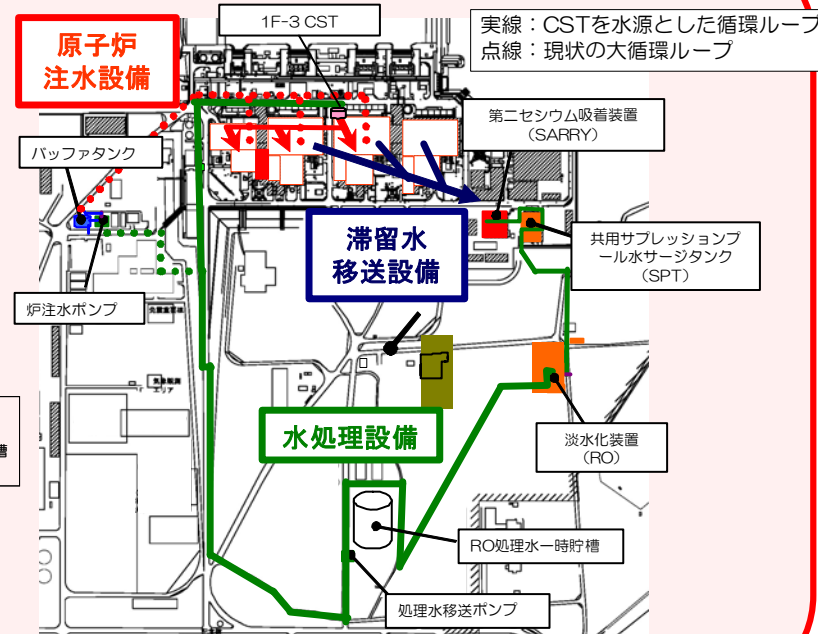 1F-3 CST
実線：CSTを水源とした循環ループ
点線：現状の大循環ループ
原子炉
注水設備
第二セシウム吸着装置
（SARRY）
バッファタンク
滞留水
移送設備
共用サプレッションプ
ール水サージタンク
（SPT）
炉注水ポンプ
水処理設備
淡水化装置
（RO）
槽
RO処理水一時貯槽
処理水移送ポンプ